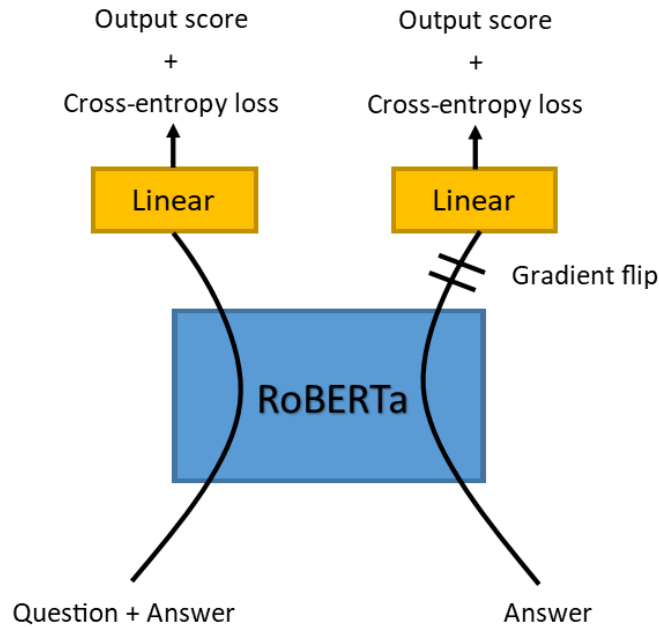 Output score
+
Cross-entropy loss
Linear
Output score
+
Cross-entropy loss
Linear
Gradient flip
RoBERTa
Question + Answer
Answer